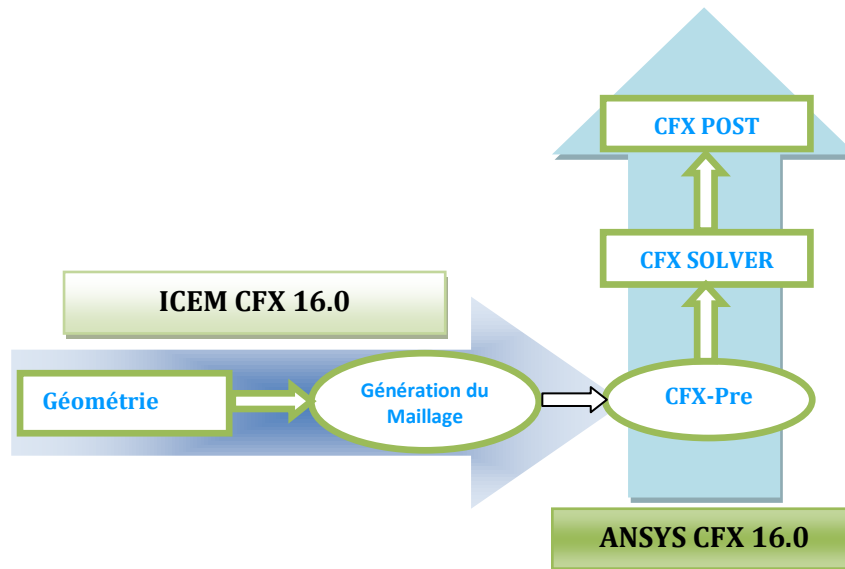 CFX POST
CFX SOLVER
ICEM CFX 16.0
Géométrie
Génération du
Maillage
CFX-Pre
ANSYS CFX 16.0